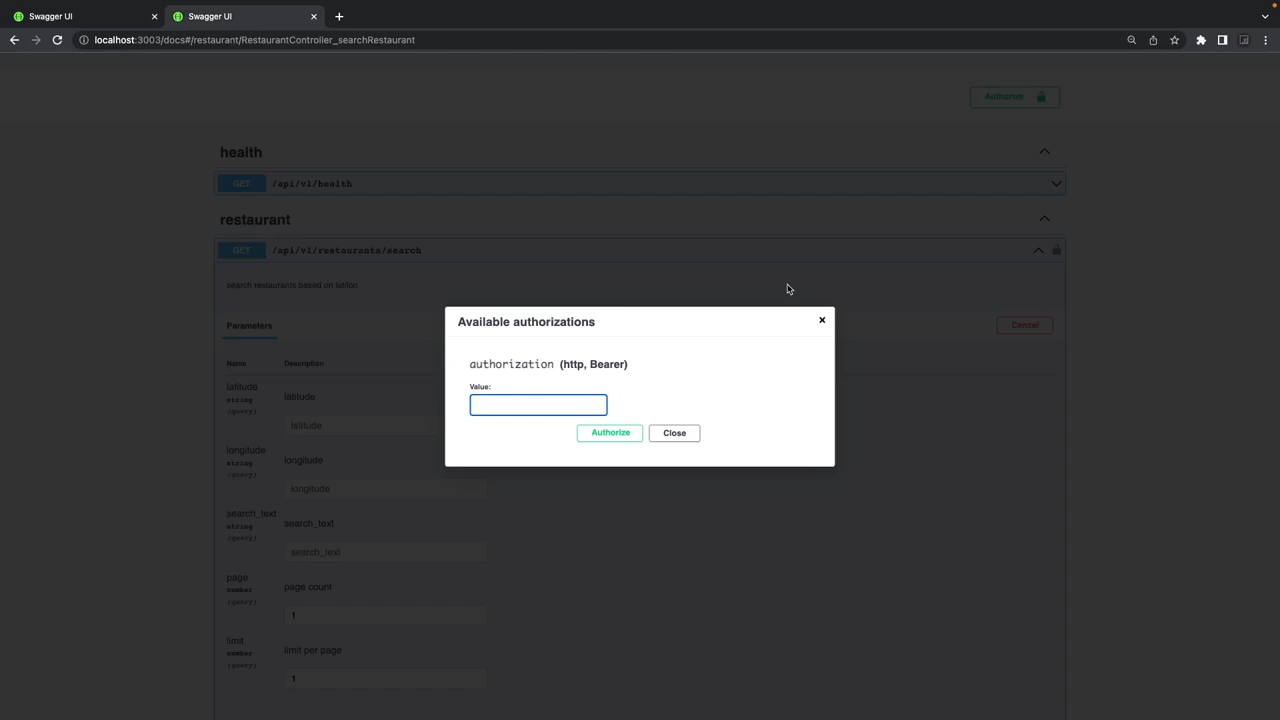 Swagger UI
Swagger UI
localhost:3003/docs#/restaurant/RestaurantController_searchRestaurant
Authorize
health
GET /api/v1/health
restaurant
GET /api/v1/restaurants/search
search restaurants based on lat/lon
Parameters
Cancel
Name Description
latitude
string
(query)
latitude
latitude
longitude
string
(query)
longitude
longitude
search_text
string
(query)
search_text
search_text
page
number
(query)
page count
1
limit
number
(query)
limit per page
1
Available authorizations
authorization (http, Bearer)
Value:
Authorize
Close